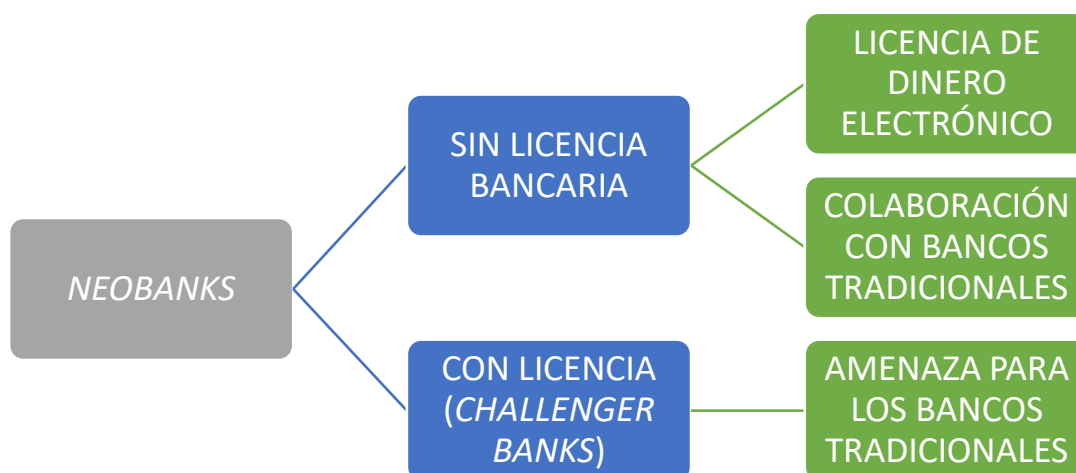 NEOBANKS
SIN LICENCIA
BANCARIA
LICENCIA DE
DINERO
ELECTRÓNICO
COLABORACIÓN
CON BANCOS
TRADICIONALES
CON LICENCIA
(CHALLENGER
BANKS)
AMENAZA PARA
LOS BANCOS
TRADICIONALES